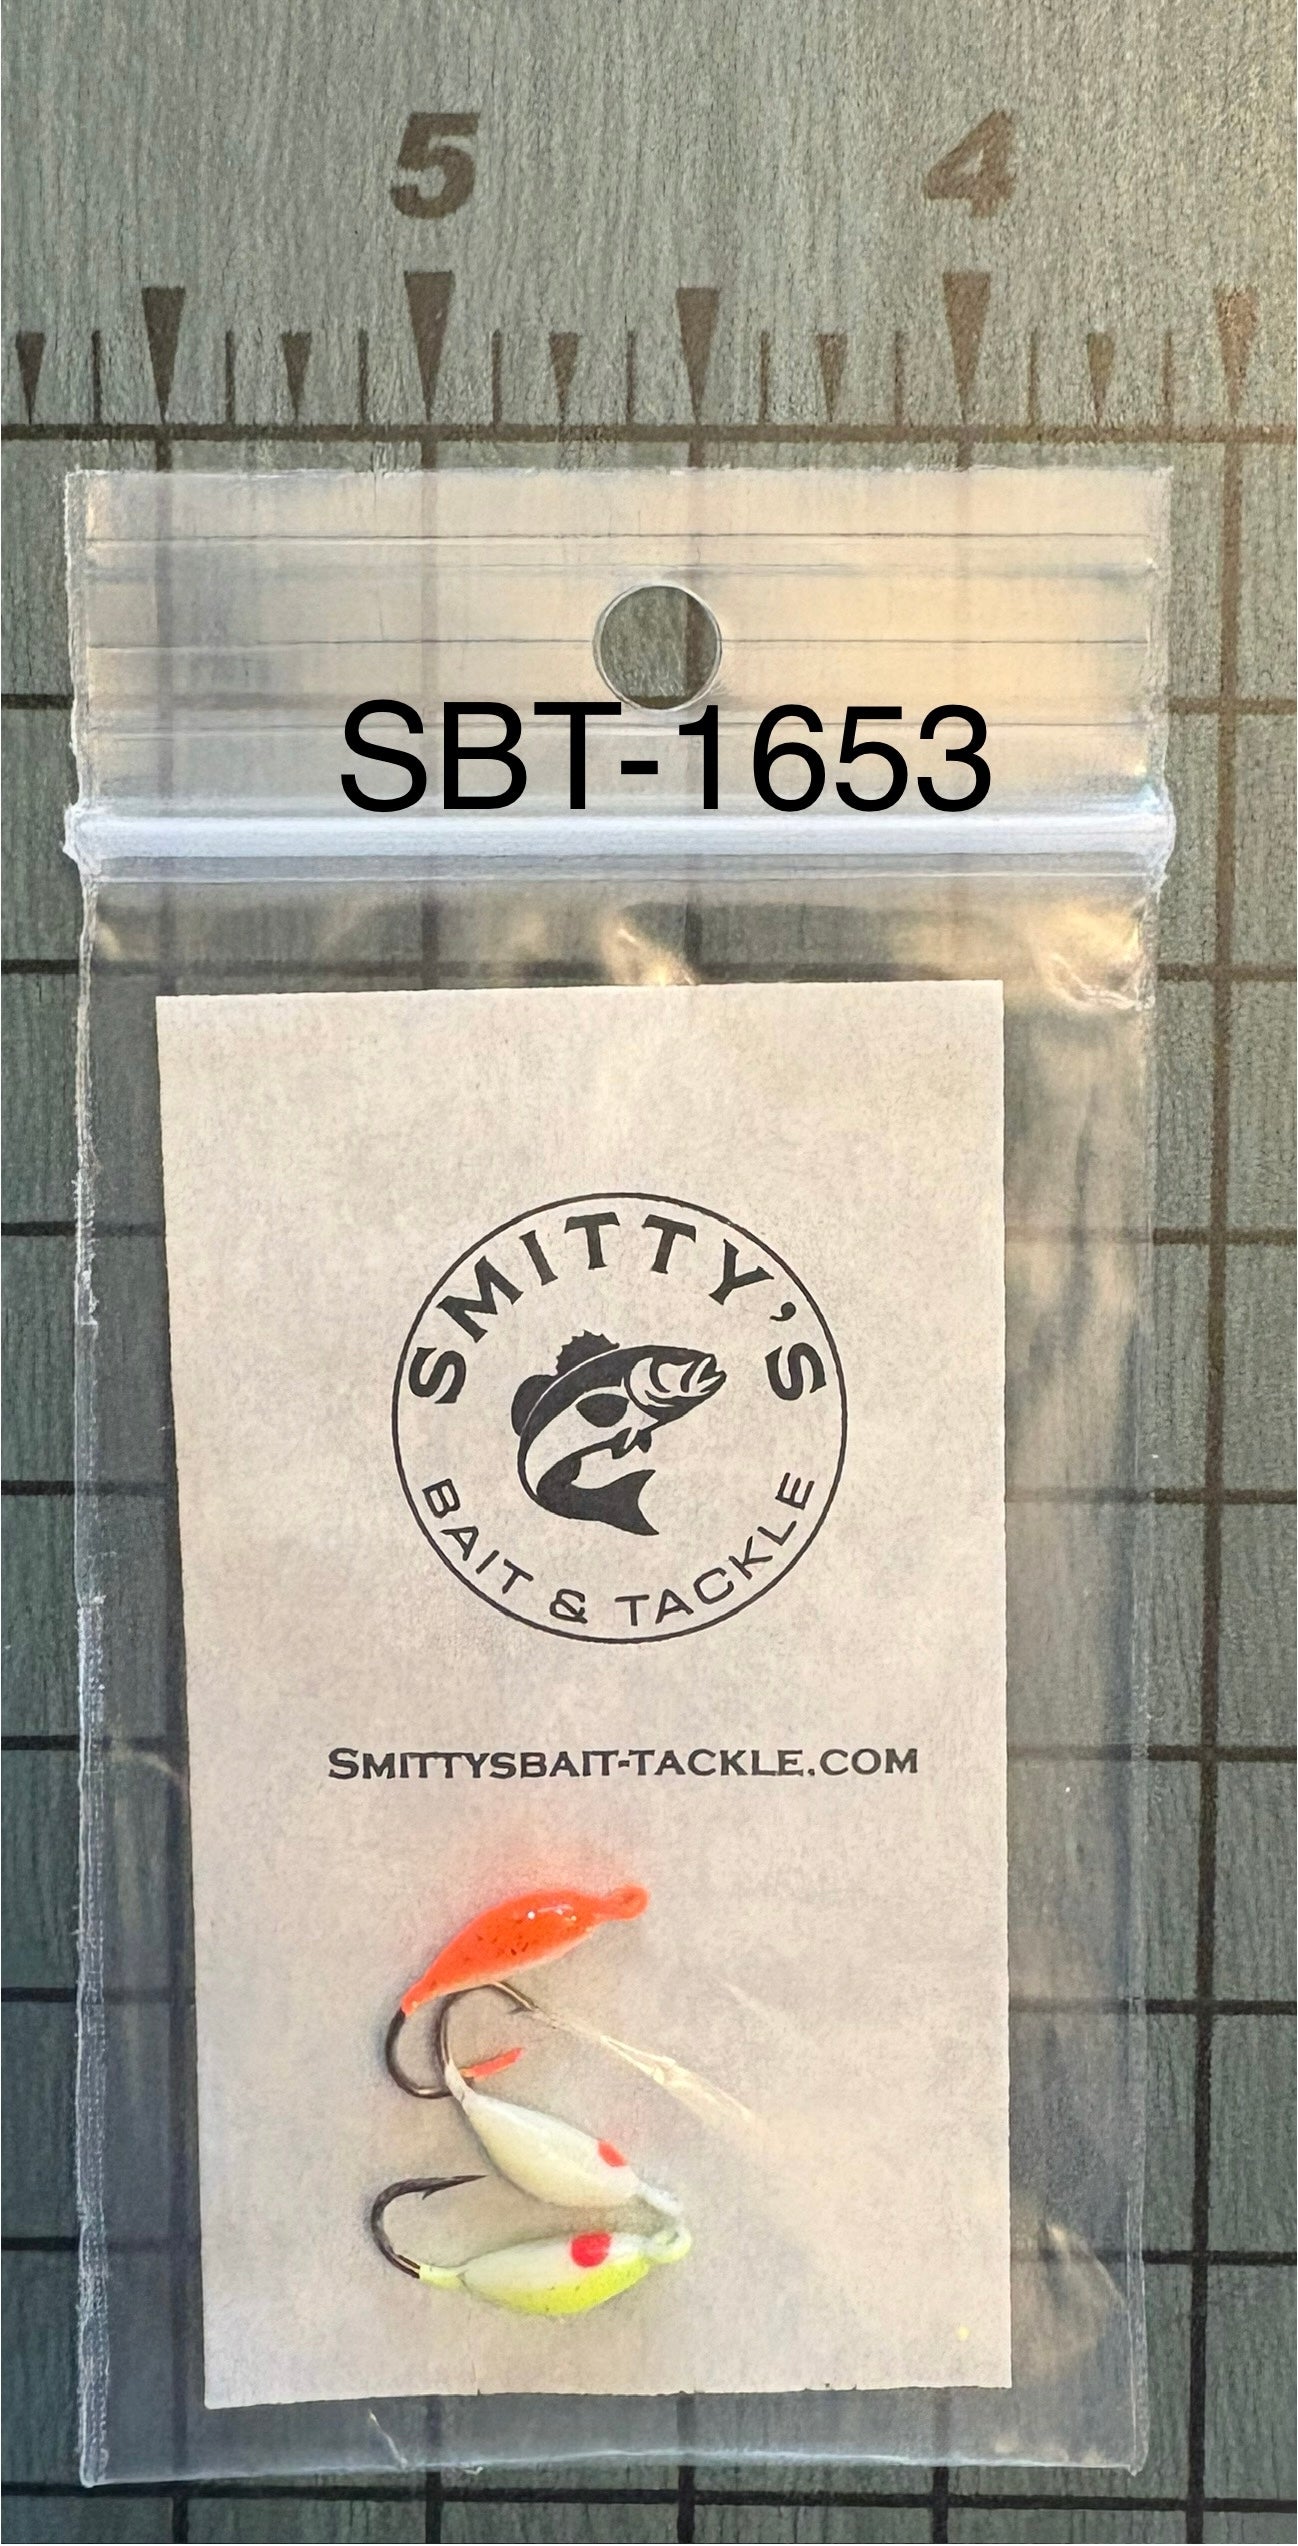 5 4
SBT-1653
SMITTY'S
BAIT & TACKLE
SMITTYSBAIT-TACKLE.COM